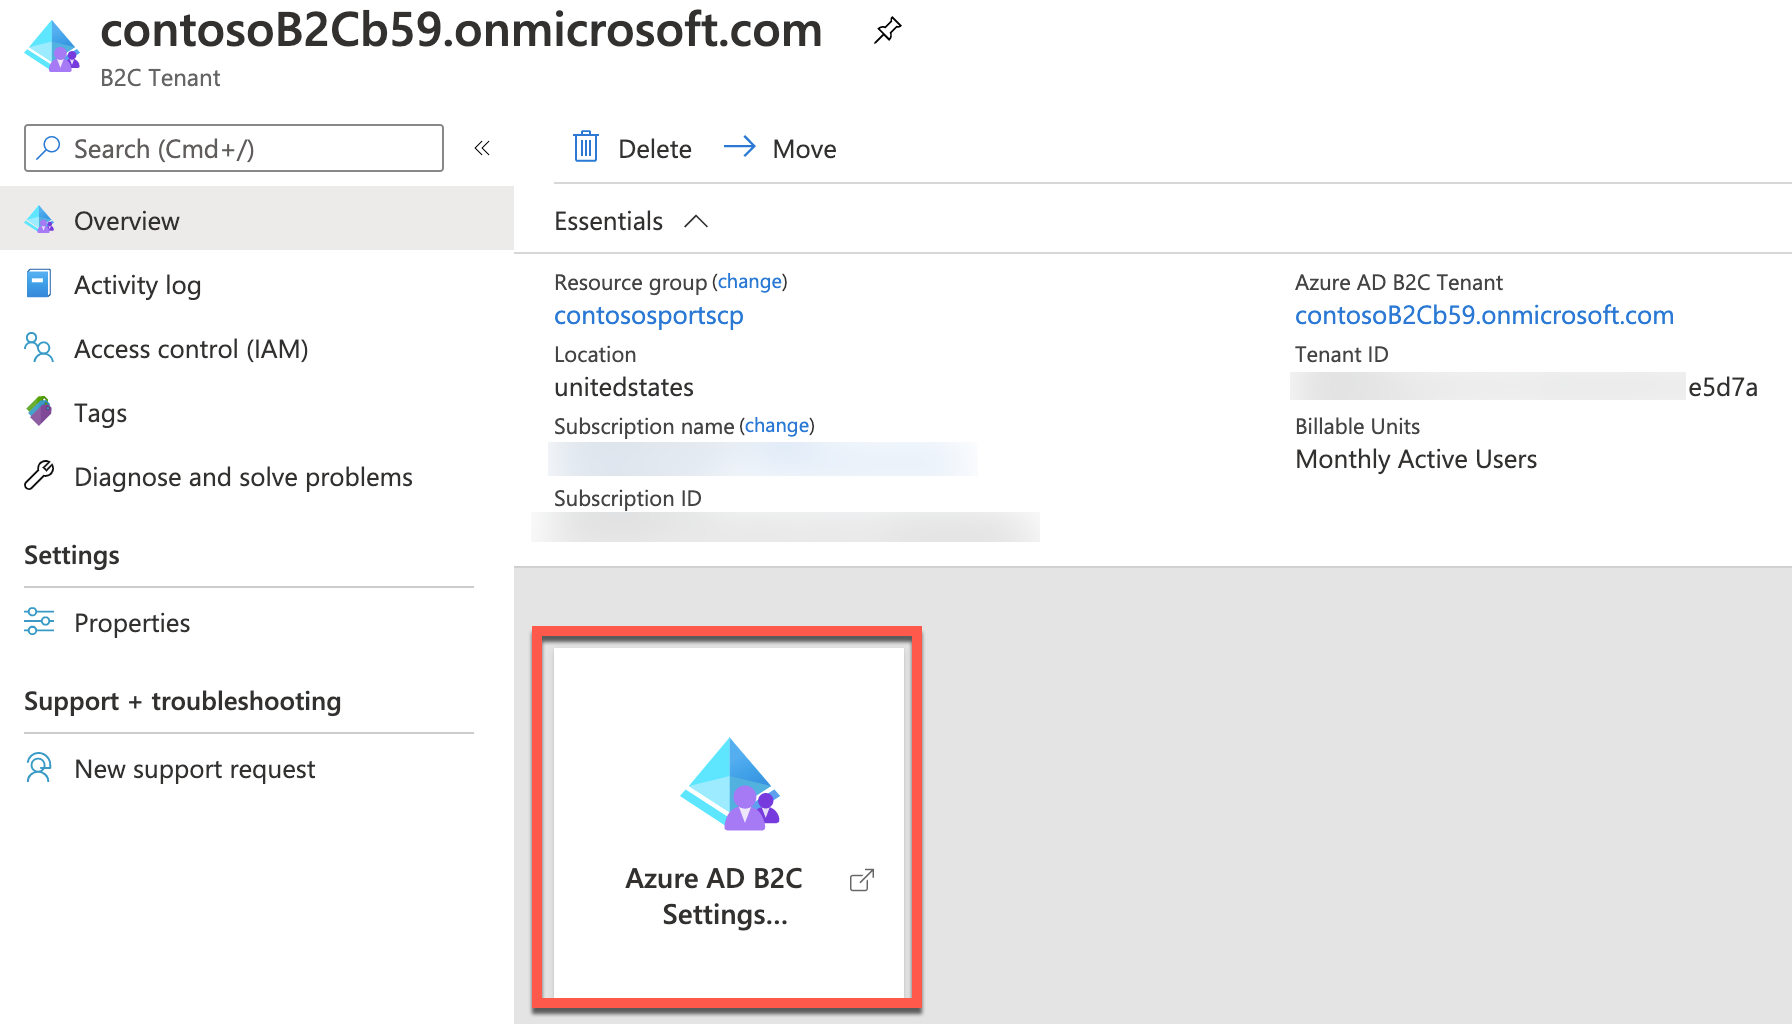 contosoB2Cb59.onmicrosoft.com
B2C Tenant
Search (Cmd+/)
«
Delete
Move
Overview
Activity log
Access control (IAM)
Tags
Diagnose and solve problems
Settings
Properties
Support + troubleshooting
New support request
Essentials
Resource group (change)
contososportscp
Location
unitedstates
Subscription name (change)
Subscription ID
Azure AD B2C Tenant
contosoB2Cb59.onmicrosoft.com
Tenant ID
e5d7a
Billable Units
Monthly Active Users
Azure AD B2C
Settings...